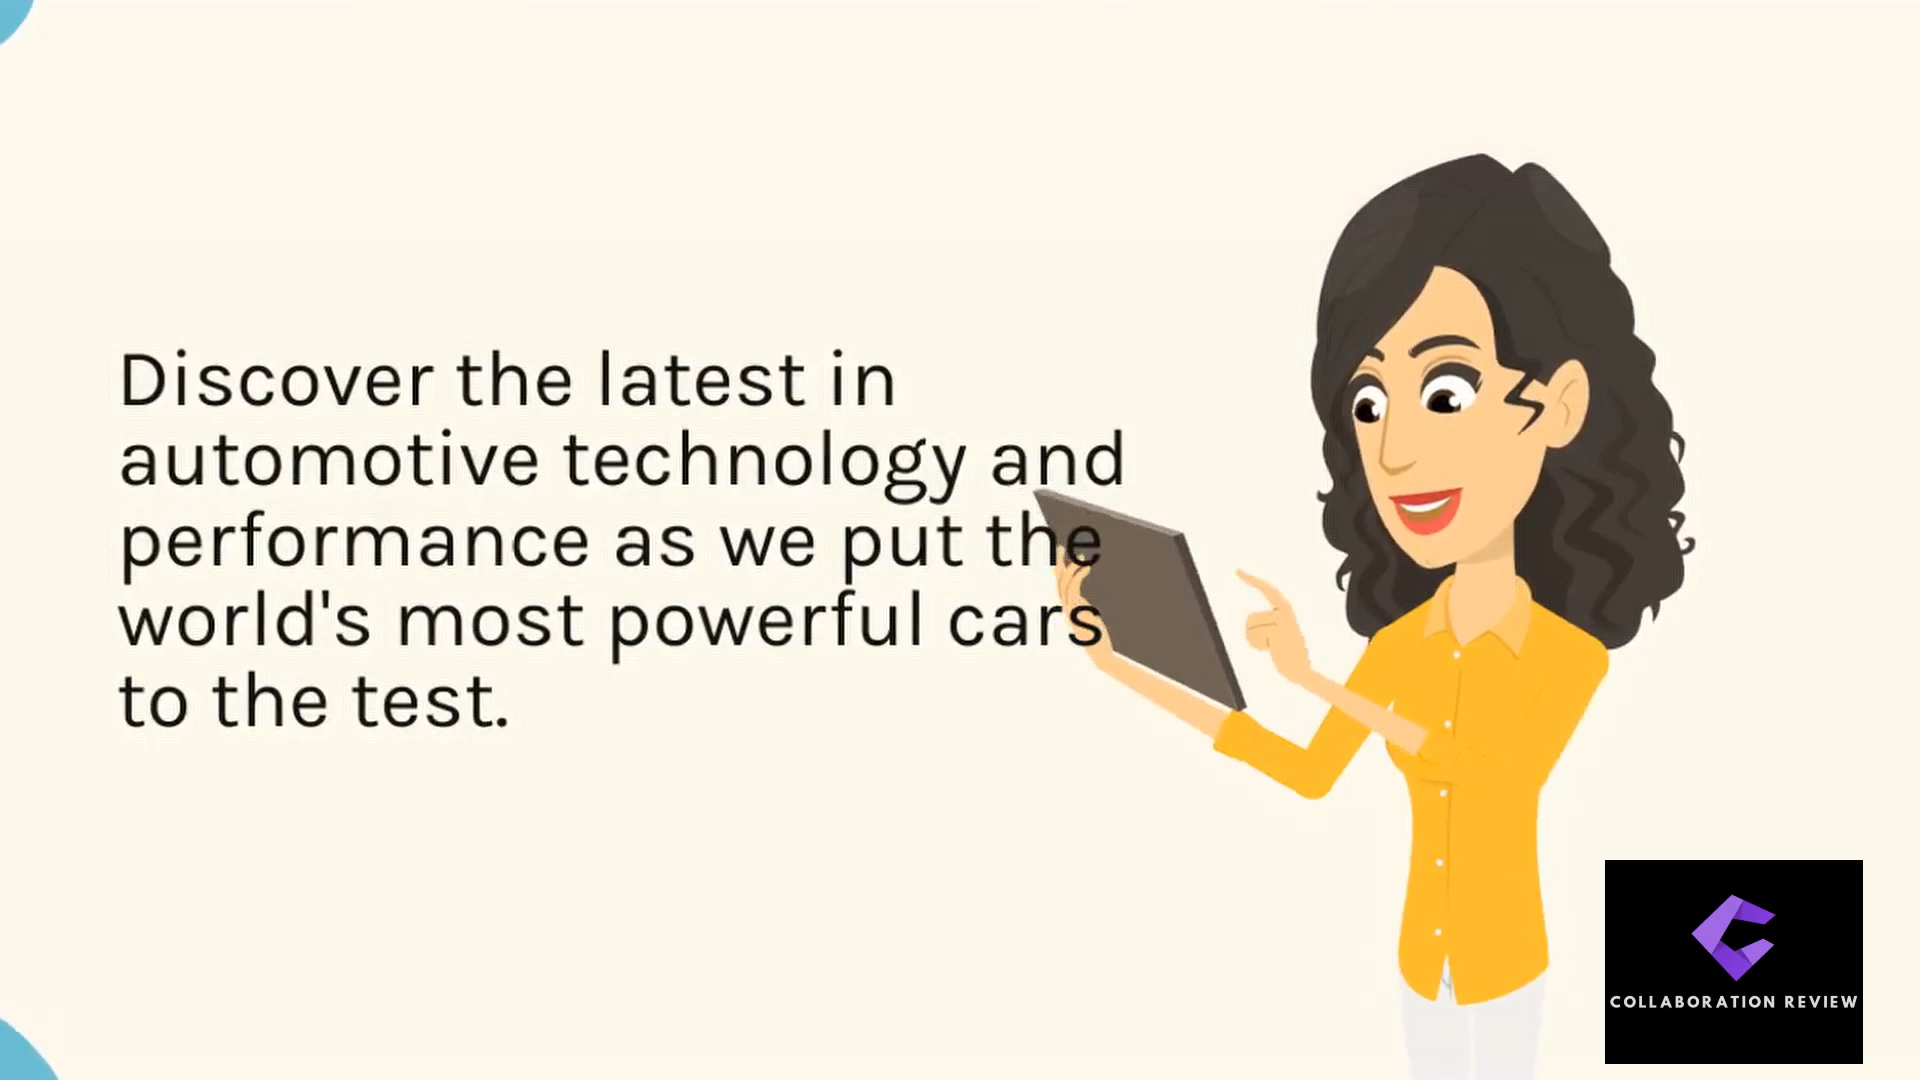 Discover the latest in
automotive technology and
performance as we put the
world's most powerful cars
to the test.
COLLABORATION REVIEW